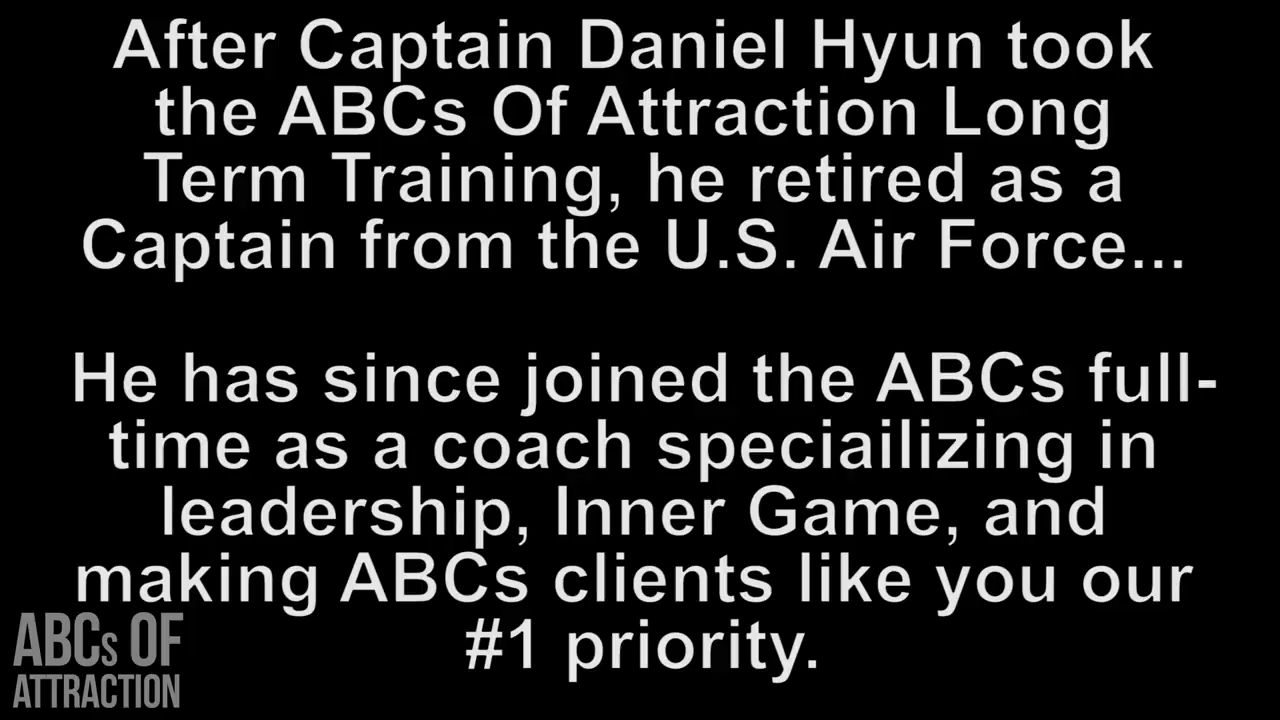 After Captain Daniel Hyun took
the ABCs Of Attraction Long
Term Training, he retired as a
Captain from the U.S. Air Force...
He has since joined the ABCs full-
time as a coach speciailizing in
leadership, Inner Game, and
making ABCs clients like you our
#1 priority.
ABCs OF
ATTRACTION